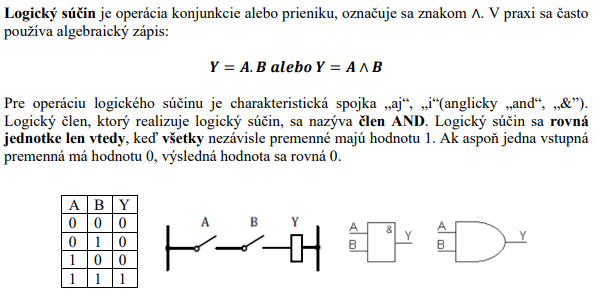 Logický súčin je operácia konjunkcie alebo prieniku, označuje sa znakom ∧. V praxi sa často
používa algebraický zápis:
Y = A. B alebo Y = A ∧ B
Pre operáciu logického súčinu je charakteristická spojka „aj“, „i“(anglicky „and“, „&”).
Logický člen, ktorý realizuje logický súčin, sa nazýva člen AND. Logický súčin sa rovná
jednotke len vtedy, keď všetky nezávisle premenné majú hodnotu 1. Ak aspoň jedna vstupná
premenná má hodnotu 0, výsledná hodnota sa rovná 0.
A B Y
0 0 0
0 1 0
1 0 0
1 1 1
A B Y
A & Y
B
A Y
B